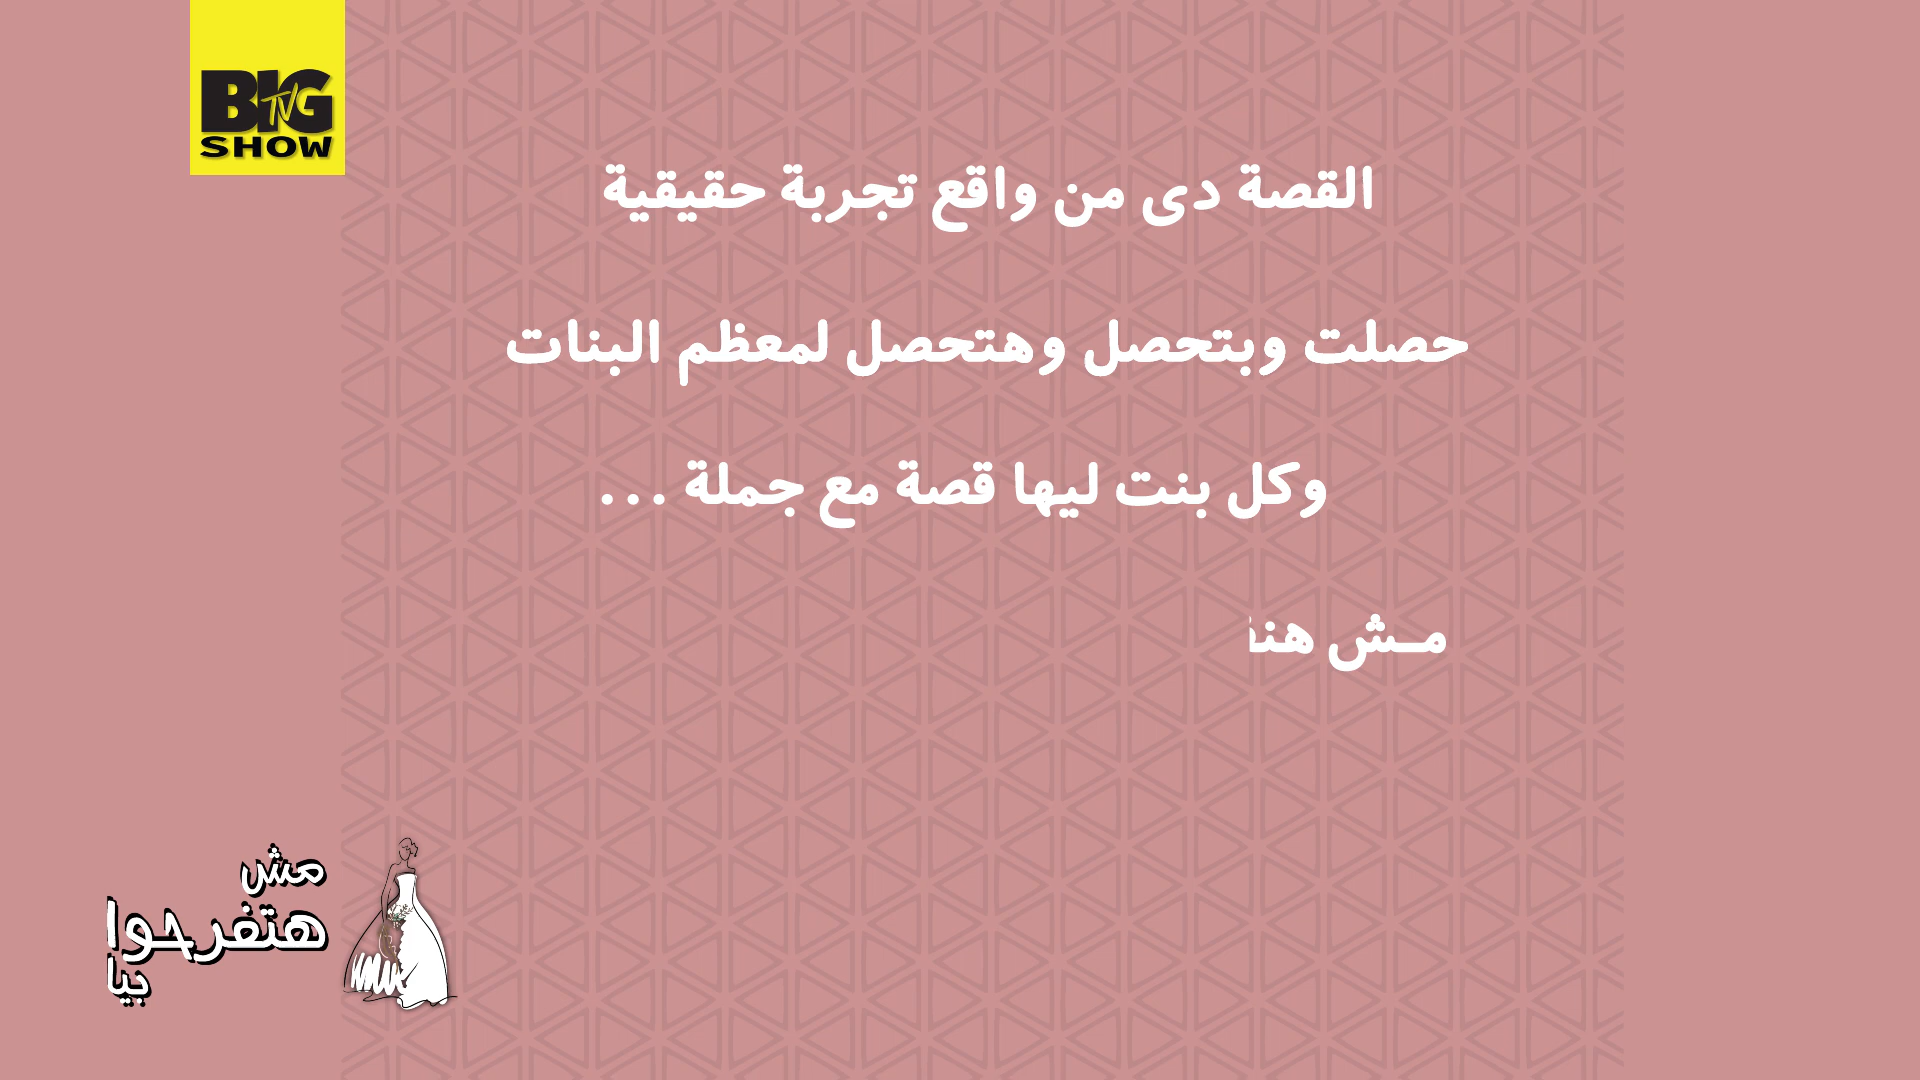 BIG TV
SHOW
القصة دى من واقع تجربة حقيقية
حصلت وبتحصل وهتحصل لمعظم البنات
وكل بنت ليها قصة مع جملة ...
مـش
مش
هتفرحوا
بيا